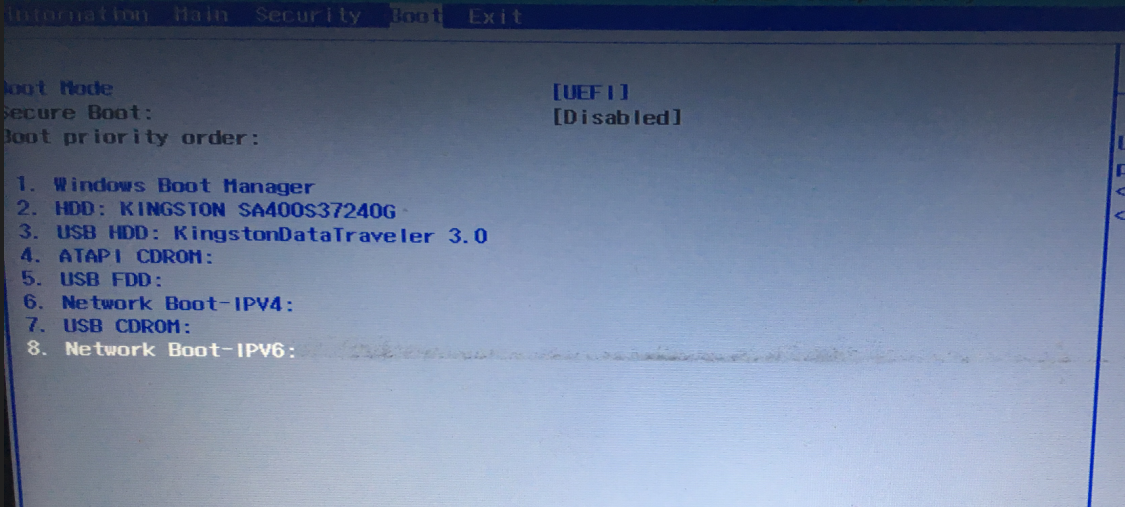 Information Main Security Boot Exit
Boot Mode [UEFI]
Secure Boot: [Disabled]
Boot priority order:
1. Windows Boot Manager
2. HDD: KINGSTON SA400S37240G
3. USB HDD: KingstonDataTraveler 3.0
4. ATAPI CDROM:
5. USB FDD:
6. Network Boot-IPV4:
7. USB CDROM:
8. Network Boot-IPV6: